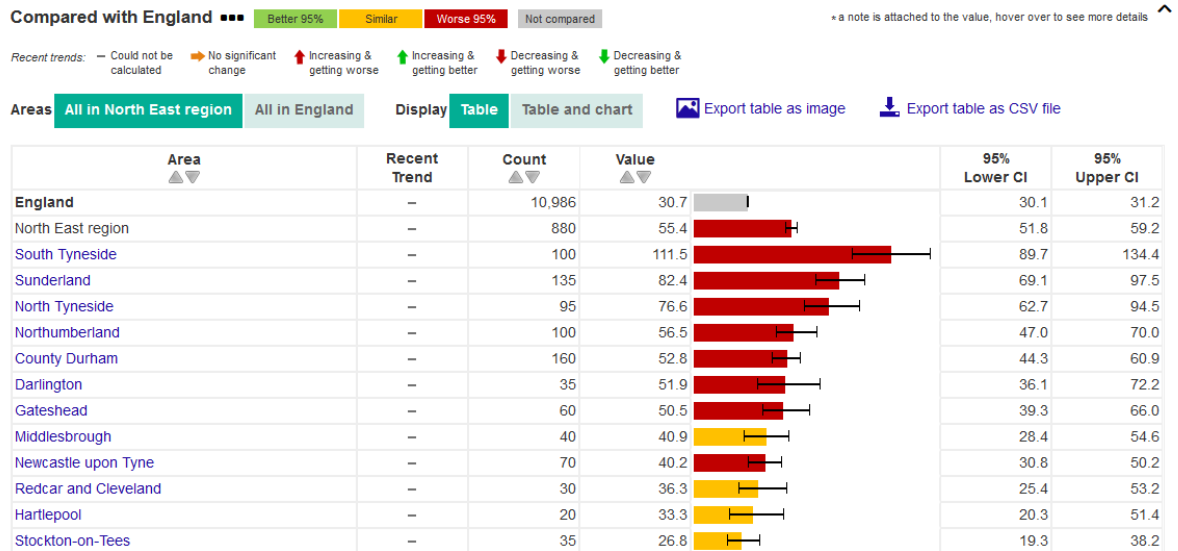 Compared with England ••• Better 95% Similar Worse 95% Not compared * a note is attached to the value, hover over to see more details
Recent trends: – Could not be calculated No significant change Increasing & getting worse Increasing & getting better Decreasing & getting worse Decreasing & getting better
Areas All in North East region All in England Display Table Table and chart Export table as image Export table as CSV file
Area Recent Trend Count Value 95% Lower CI 95% Upper CI
England – 10,986 30.7 30.1 31.2
North East region – 880 55.4 51.8 59.2
South Tyneside – 100 111.5 89.7 134.4
Sunderland – 135 82.4 69.1 97.5
North Tyneside – 95 76.6 62.7 94.5
Northumberland – 100 56.5 47.0 70.0
County Durham – 160 52.8 44.3 60.9
Darlington – 35 51.9 36.1 72.2
Gateshead – 60 50.5 39.3 66.0
Middlesbrough – 40 40.9 28.4 54.6
Newcastle upon Tyne – 70 40.2 30.8 50.2
Redcar and Cleveland – 30 36.3 25.4 53.2
Hartlepool – 20 33.3 20.3 51.4
Stockton-on-Tees – 35 26.8 19.3 38.2